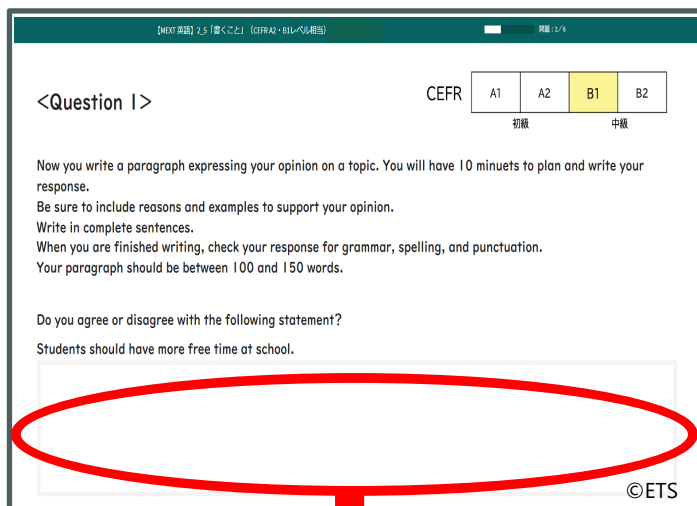 【MEXT 英語】2_5「書くこと」（CEFR A2・B1レベル相当）
問題：2／6
<Question 1>
CEFR A1 A2 B1 B2
初級 中級
Now you write a paragraph expressing your opinion on a topic. You will have 10 minuets to plan and write your
response.
Be sure to include reasons and examples to support your opinion.
Write in complete sentences.
When you are finished writing, check your response for grammar, spelling, and punctuation.
Your paragraph should be between 100 and 150 words.
Do you agree or disagree with the following statement?
Students should have more free time at school.
©ETS